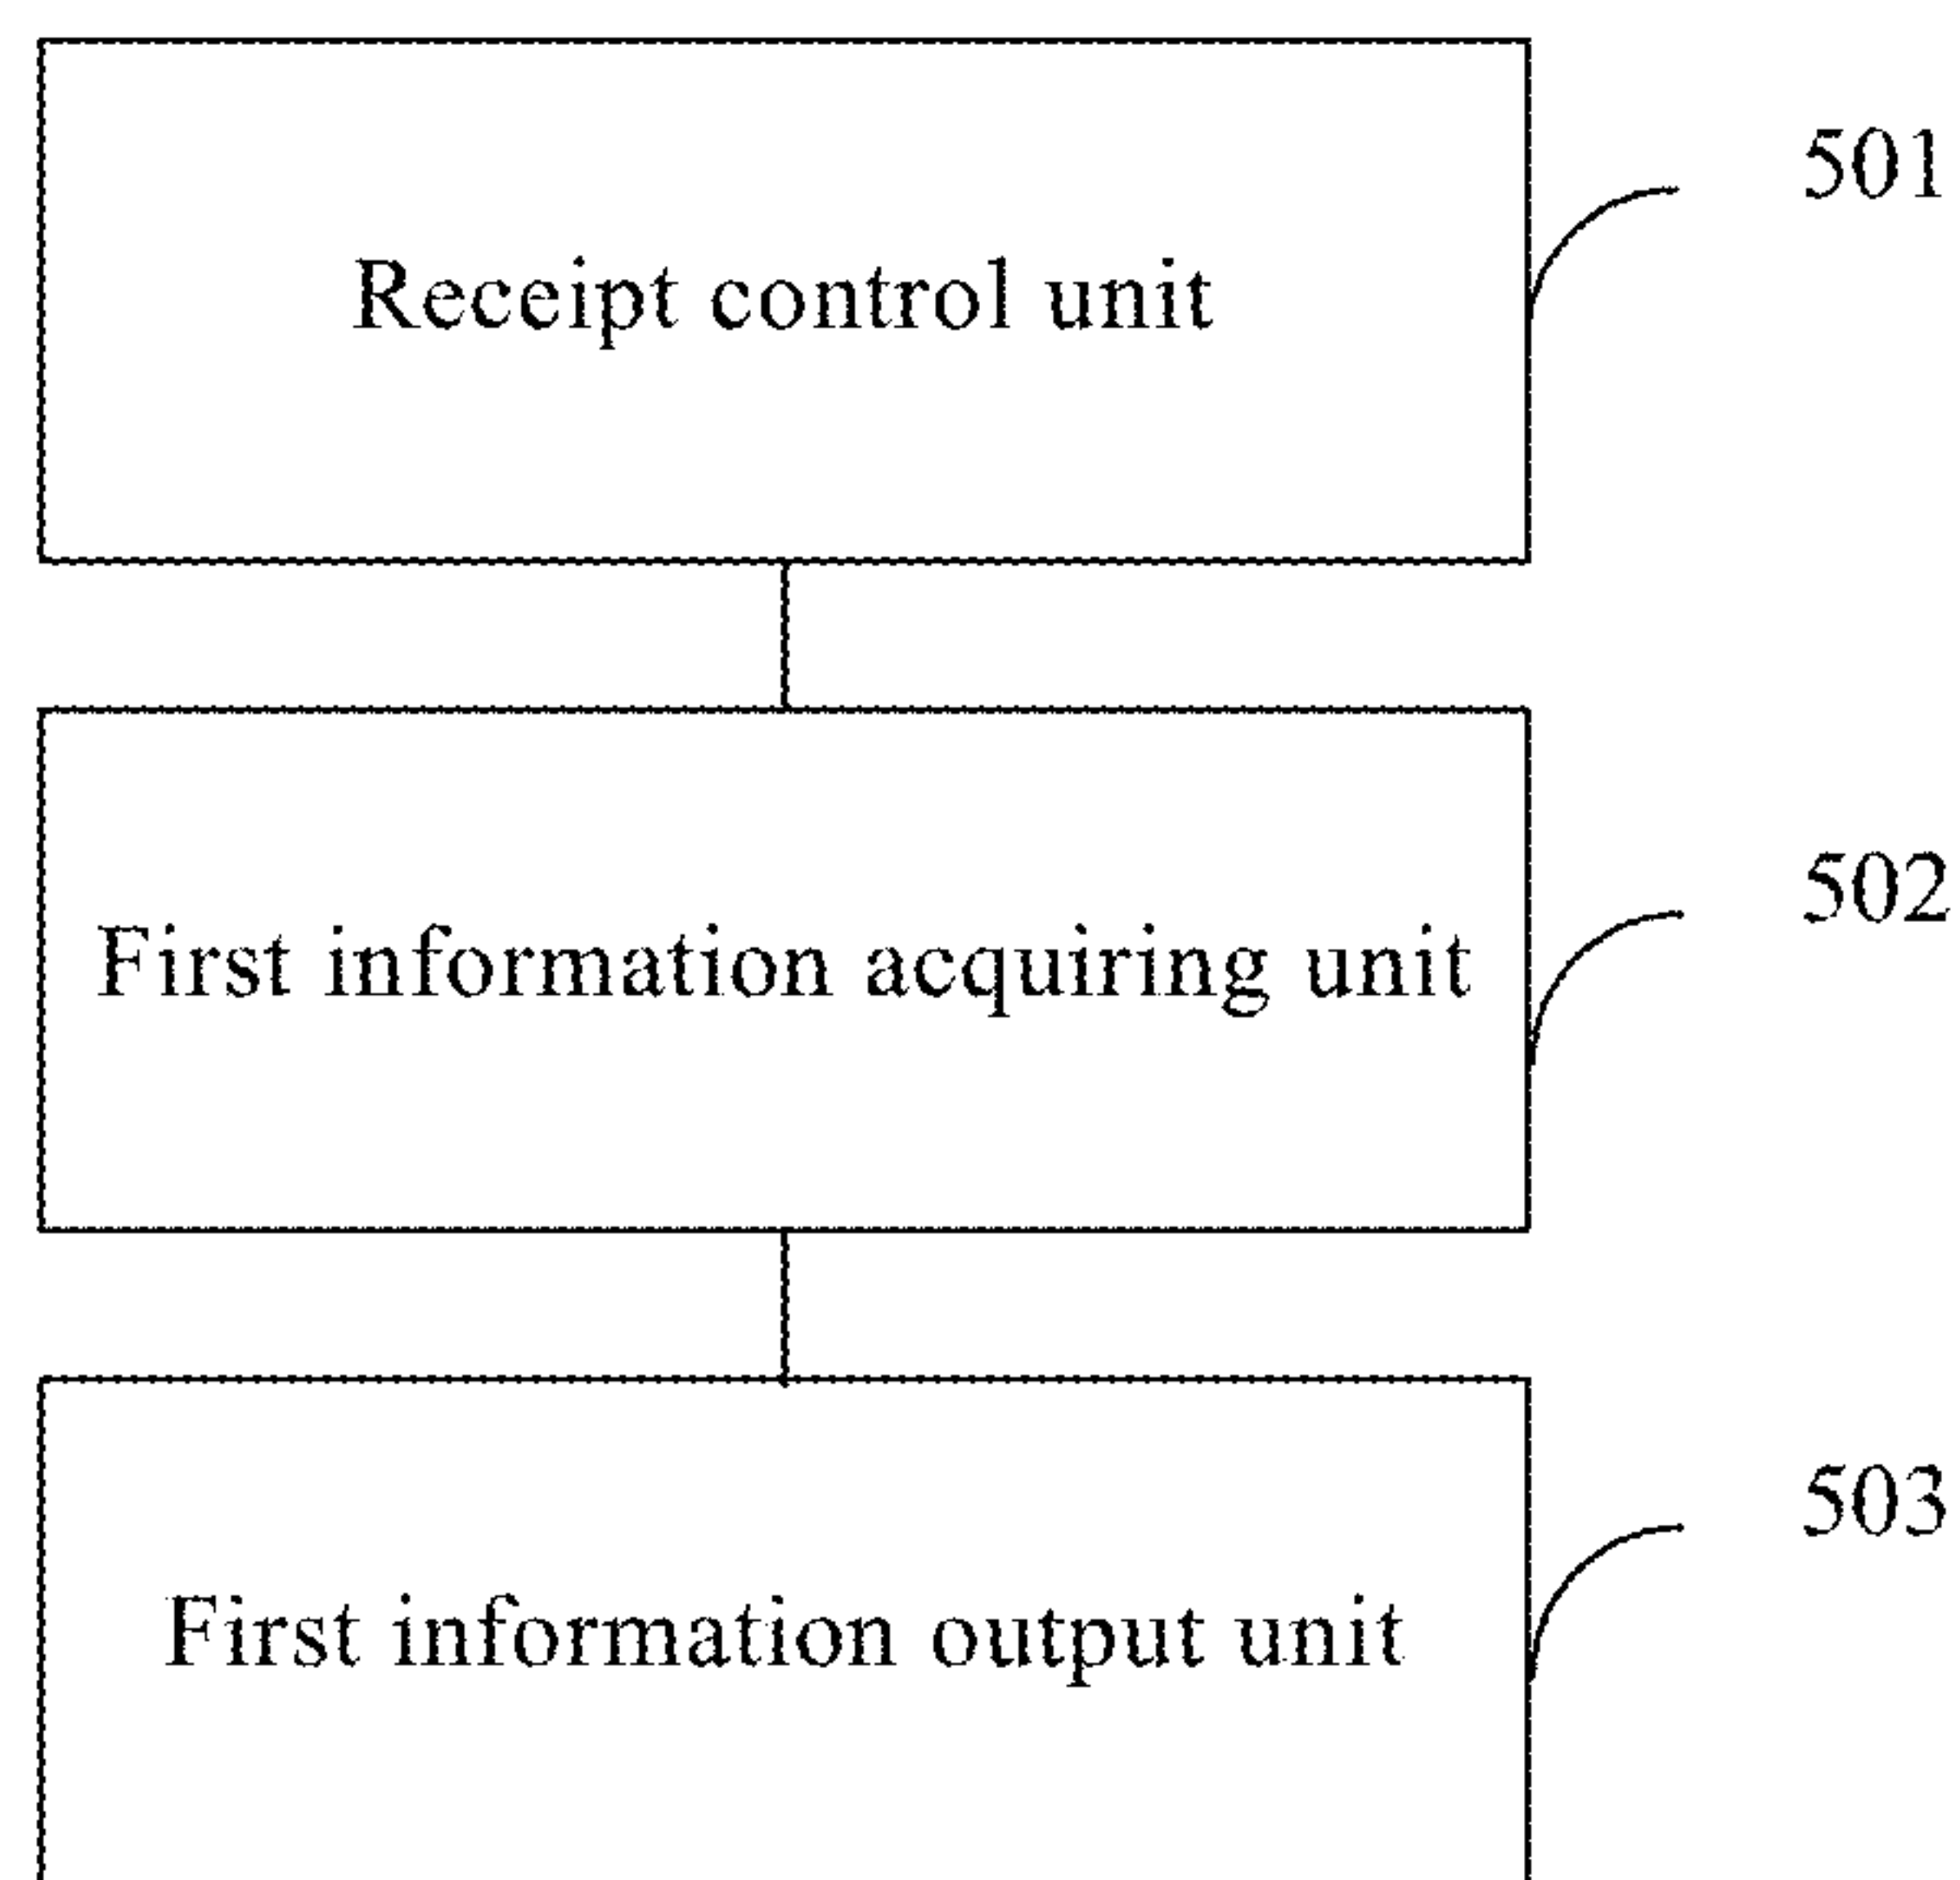 501
Receipt control unit
502
First information acquiring unit
503
First information output unit